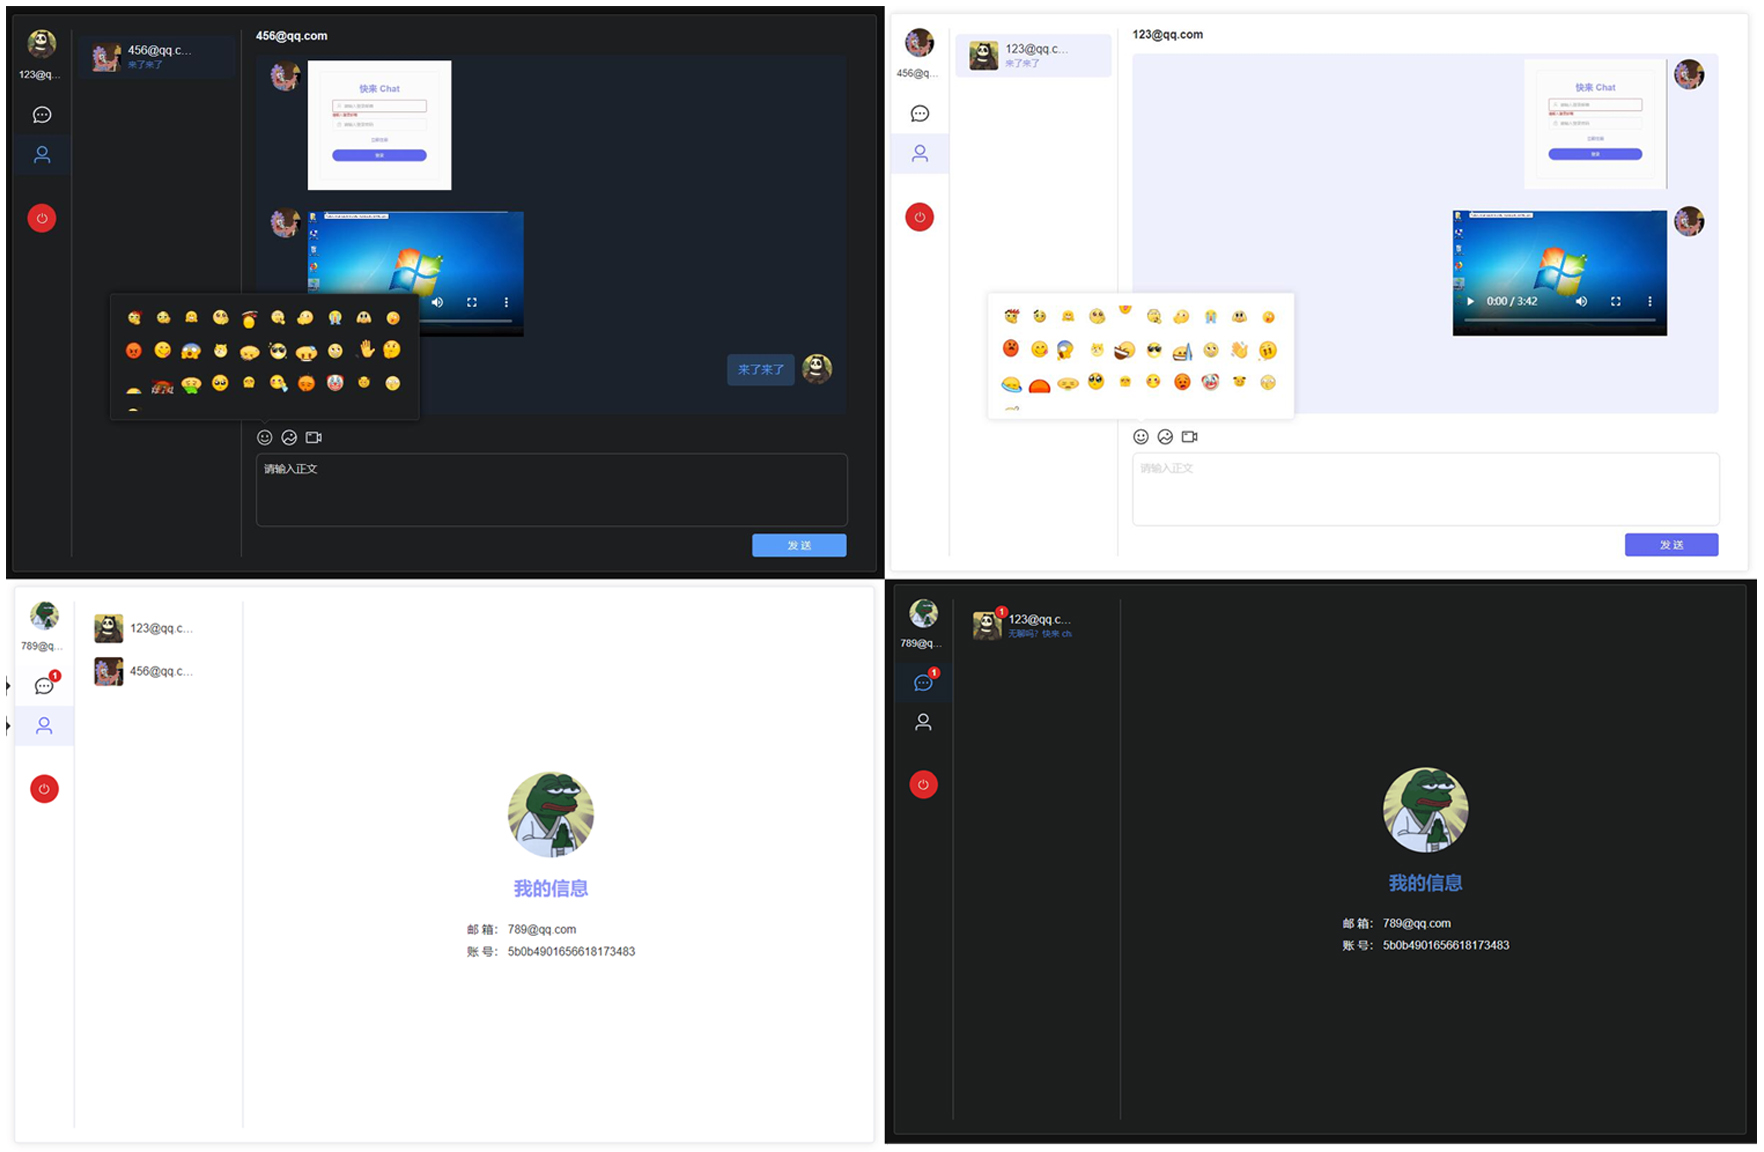 123@q...
456@qq.c...
来了来了
456@qq.com
快来 Chat
来了来了
请输入正文
发 送
456@q...
123@qq.c...
来了来了
123@qq.com
快来 Chat
0:00 / 3:42
请输入正文
发 送
789@q...
1
123@qq.c...
456@qq.c...
我的信息
邮 箱： 789@qq.com
账 号： 5b0b4901656618173483
789@q...
1
1
123@qq.c...
无聊吗? 快来 ch
我的信息
邮 箱： 789@qq.com
账 号： 5b0b4901656618173483